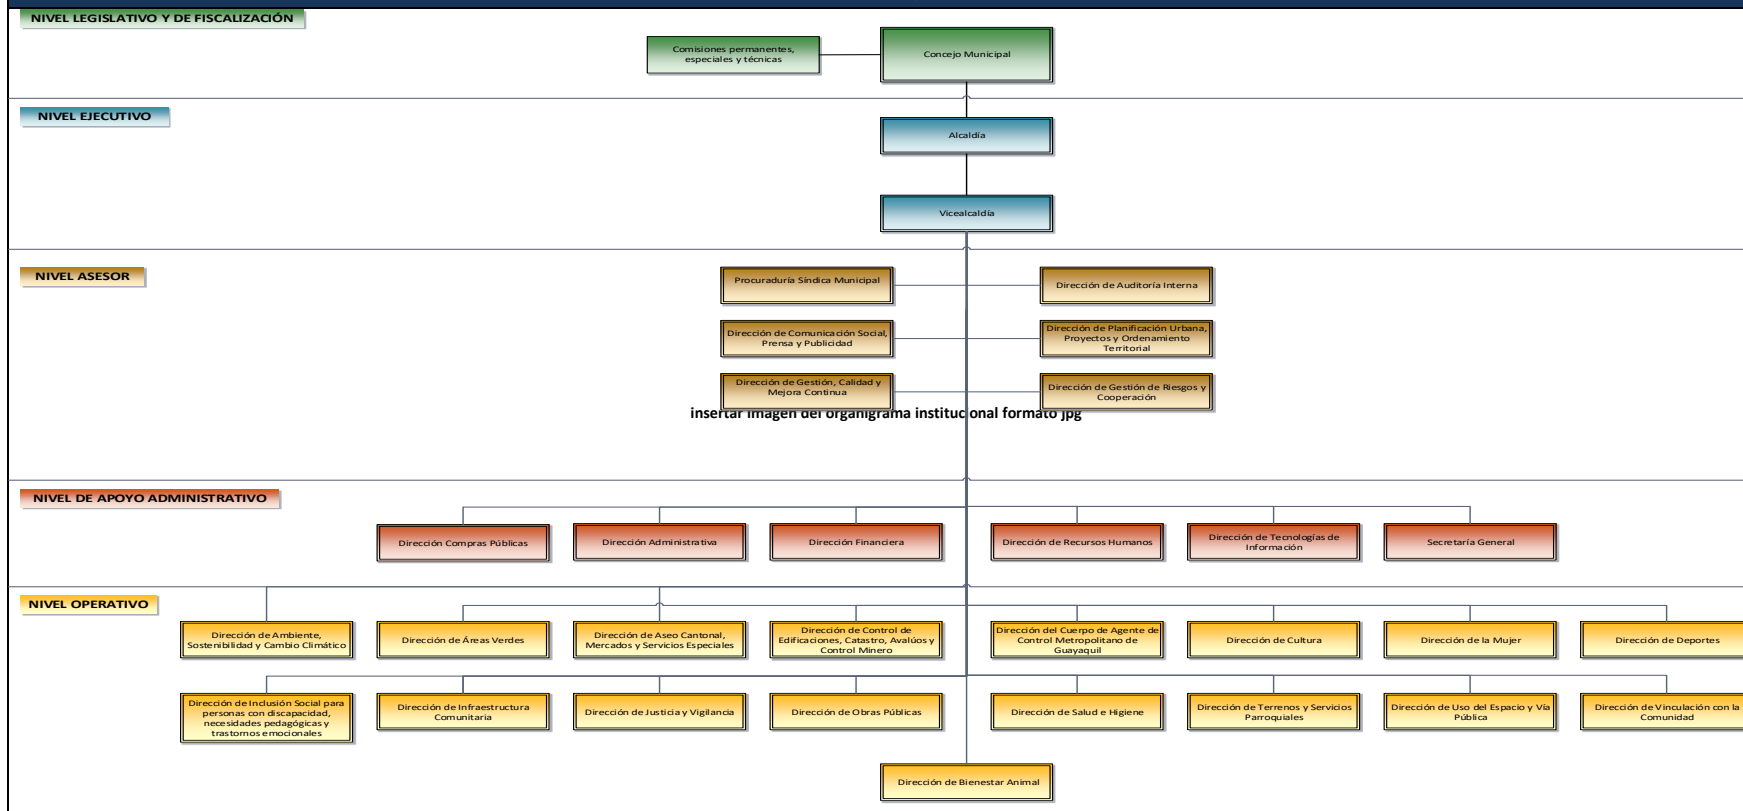 NIVEL LEGISLATIVO Y DE FISCALIZACIÓN
Comisiones permanentes,
especiales y técnicas
Concejo Municipal
NIVEL EJECUTIVO
Alcaldía
Vicealcaldía
NIVEL ASESOR
Procuraduría Síndica Municipal
Dirección de Auditoría Interna
Dirección de Comunicación Social,
Prensa y Publicidad
Dirección de Planificación Urbana,
Proyectos y Ordenamiento
Territorial
Dirección de Gestión, Calidad y
Mejora Continua
Dirección de Gestión de Riesgos y
Cooperación
insertar imagen del organigrama institucional formato jpg
NIVEL DE APOYO ADMINISTRATIVO
Dirección Compras Públicas
Dirección Administrativa
Dirección Financiera
Dirección de Recursos Humanos
Dirección de Tecnologías de
Información
Secretaría General
NIVEL OPERATIVO
Dirección de Ambiente,
Sostenibilidad y Cambio Climático
Dirección de Áreas Verdes
Dirección de Aseo Cantonal,
Mercados y Servicios Especiales
Dirección de Control de
Edificaciones, Catastro, Avalúos y
Control Minero
Dirección del Cuerpo de Agente de
Control Metropolitano de
Guayaquil
Dirección de Cultura
Dirección de la Mujer
Dirección de Deportes
Dirección de Inclusión Social para
personas con discapacidad,
necesidades pedagógicas y
trastornos emocionales
Dirección de Infraestructura
Comunitaria
Dirección de Justicia y Vigilancia
Dirección de Obras Públicas
Dirección de Salud e Higiene
Dirección de Terrenos y Servicios
Parroquiales
Dirección de Uso del Espacio y Vía
Pública
Dirección de Vinculación con la
Comunidad
Dirección de Bienestar Animal